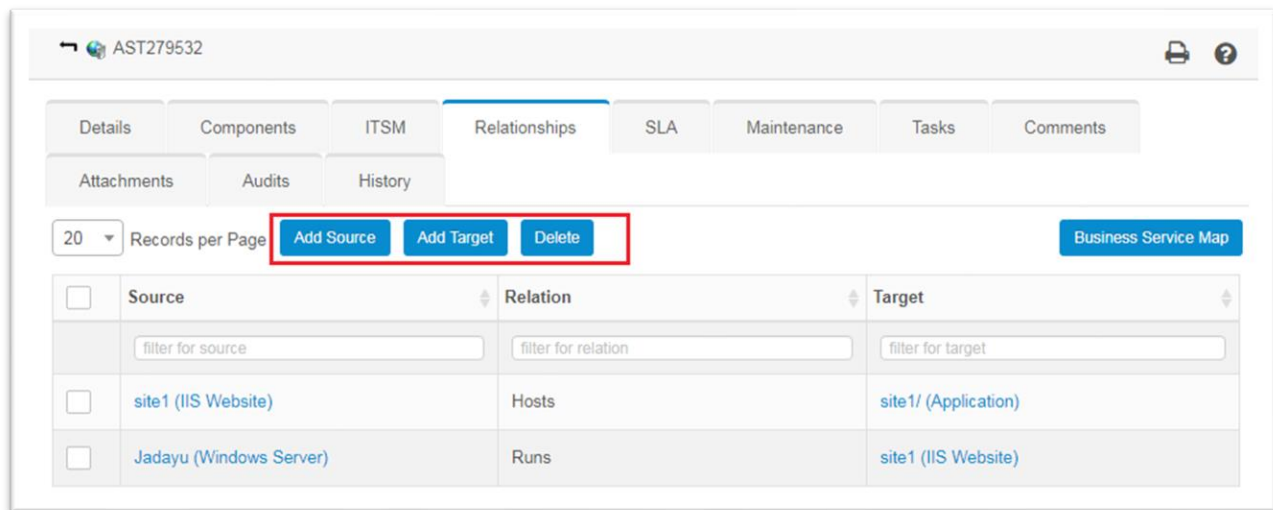 AST279532
Details Components ITSM Relationships SLA Maintenance Tasks Comments
Attachments Audits History
20 Records per Page Add Source Add Target Delete Business Service Map
Source Relation Target
filter for source filter for relation filter for target
site1 (IIS Website) Hosts site1/ (Application)
Jadayu (Windows Server) Runs site1 (IIS Website)